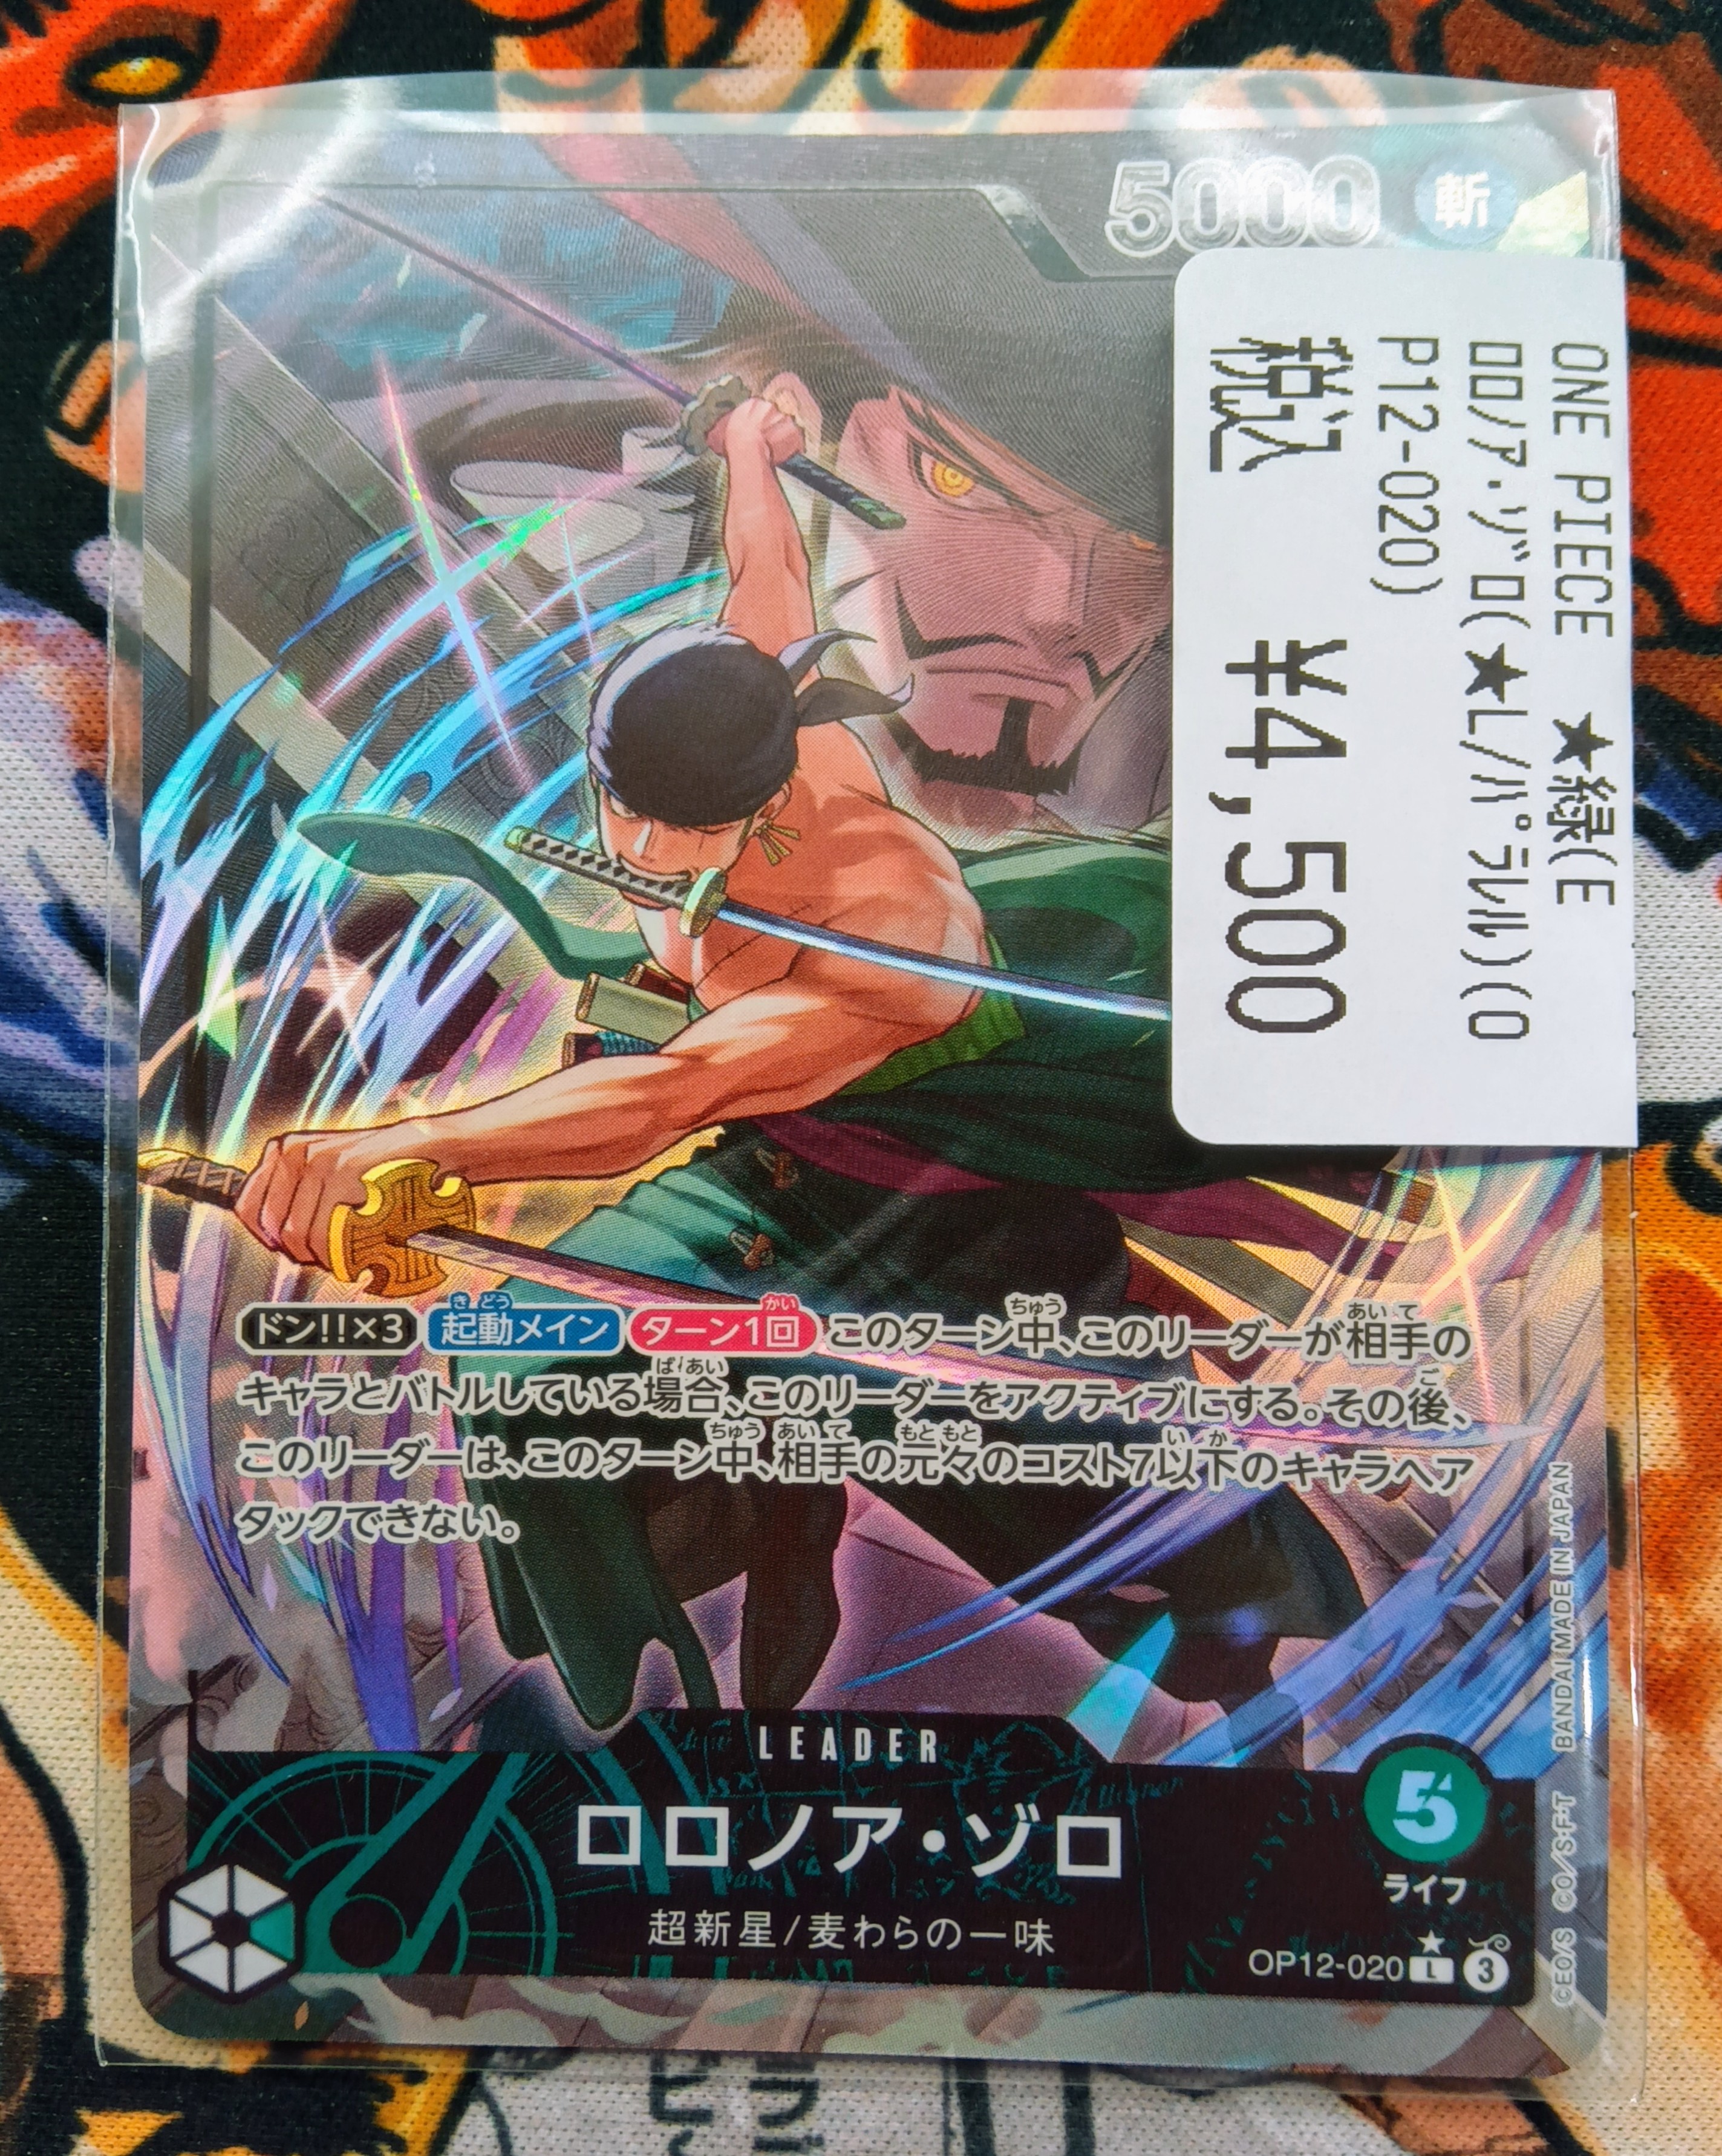 5000
斬
ONE PIECE ★緑(E
ロロノア・ゾロ(★L/パラレル)(O
P12-020)
税込 ¥4,500
ドン!!×3 起動メイン ターン1回 このターン中、このリーダーが相手の
キャラとバトルしている場合、このリーダーをアクティブにする。その後、
このリーダーは、このターン中、相手の元々のコスト7以下のキャラへア
タックできない。
LEADER
ロロノア・ゾロ
超新星/麦わらの一味
5
ライフ
OP12-020 ★ L 3
©EO/S ©O/S・F・T BANDAI MADE IN JAPAN